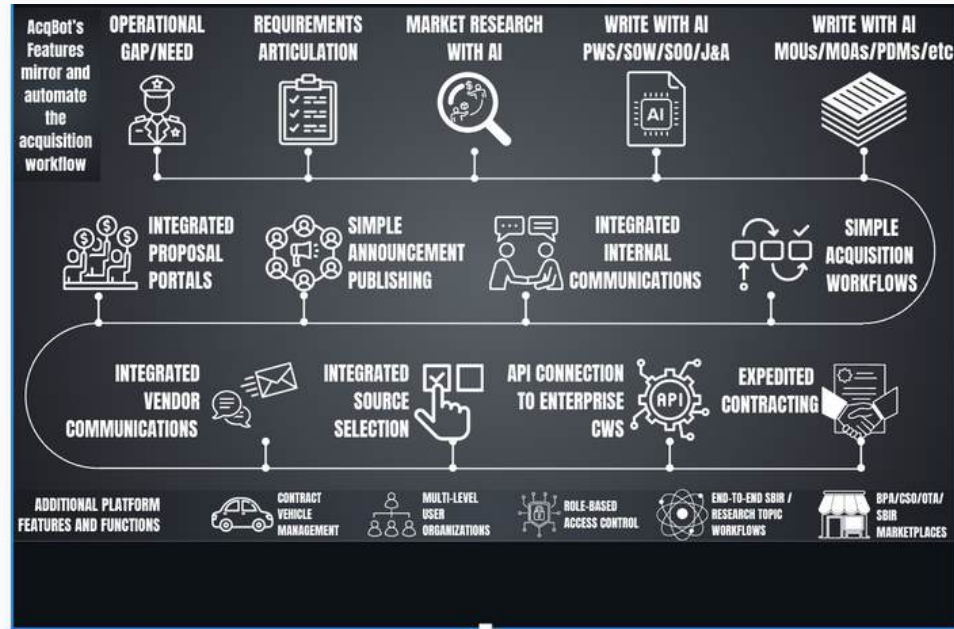 AcqBot's
Features
mirror and
automate
the
acquisition
workflow
OPERATIONAL
GAP/NEED
REQUIREMENTS
ARTICULATION
MARKET RESEARCH
WITH AI
WRITE WITH AI
PWS/SOW/SOO/J&A
WRITE WITH AI
MOUs/MOAs/PDMs/etc
AI
INTEGRATED
PROPOSAL
PORTALS
SIMPLE
ANNOUNCEMENT
PUBLISHING
INTEGRATED
INTERNAL
COMMUNICATIONS
SIMPLE
ACQUISITION
WORKFLOWS
INTEGRATED
VENDOR
COMMUNICATIONS
INTEGRATED
SOURCE
SELECTION
API CONNECTION
TO ENTERPRISE
CWS
API
EXPEDITED
CONTRACTING
ADDITIONAL PLATFORM
FEATURES AND FUNCTIONS
CONTRACT
VEHICLE
MANAGEMENT
MULTI-LEVEL
USER
ORGANIZATIONS
ROLE-BASED
ACCESS CONTROL
END-TO-END SBIR /
RESEARCH TOPIC
WORKFLOWS
BPA/CSO/OTA/
SBIR
MARKETPLACES